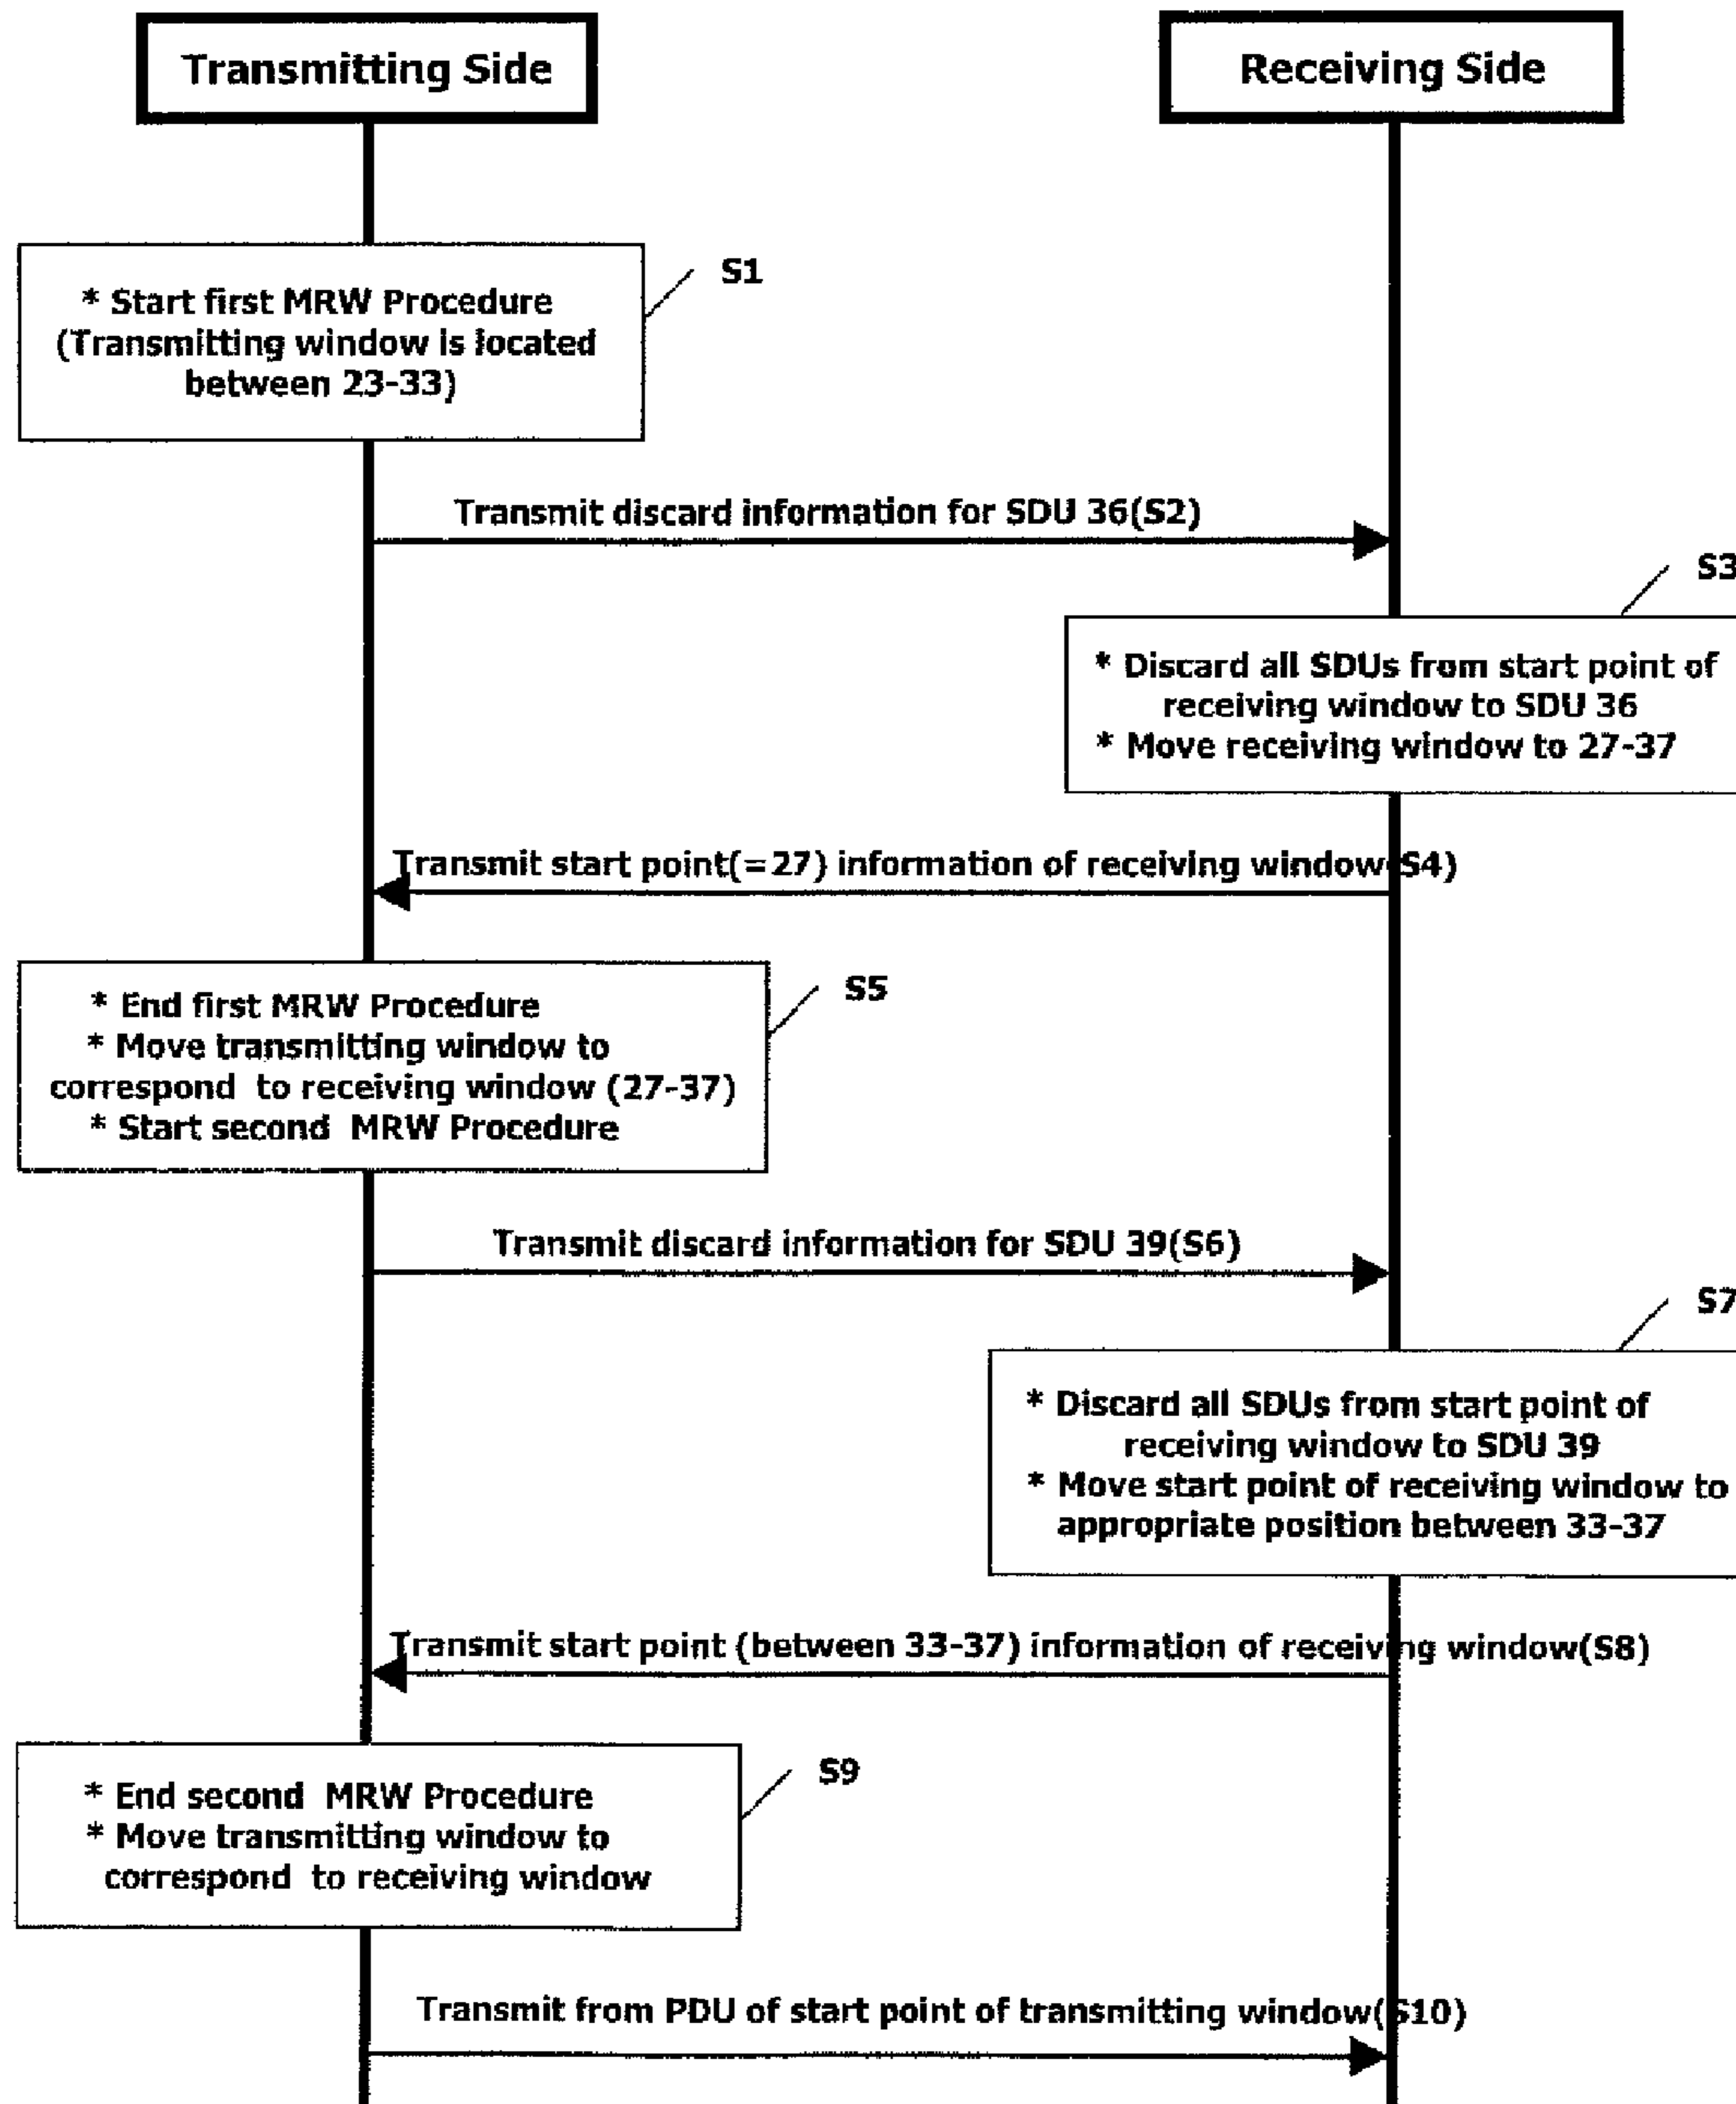 Transmitting Side
Receiving Side
* Start first MRW Procedure
(Transmitting window is located
between 23-33)
S1
Transmit discard information for SDU 36(S2)
S3
* Discard all SDUs from start point of
receiving window to SDU 36
* Move receiving window to 27-37
Transmit start point(=27) information of receiving window(S4)
* End first MRW Procedure
* Move transmitting window to
correspond to receiving window (27-37)
* Start second MRW Procedure
S5
Transmit discard information for SDU 39(S6)
S7
* Discard all SDUs from start point of
receiving window to SDU 39
* Move start point of receiving window to
appropriate position between 33-37
Transmit start point (between 33-37) information of receiving window(S8)
* End second MRW Procedure
* Move transmitting window to
correspond to receiving window
S9
Transmit from PDU of start point of transmitting window(S10)